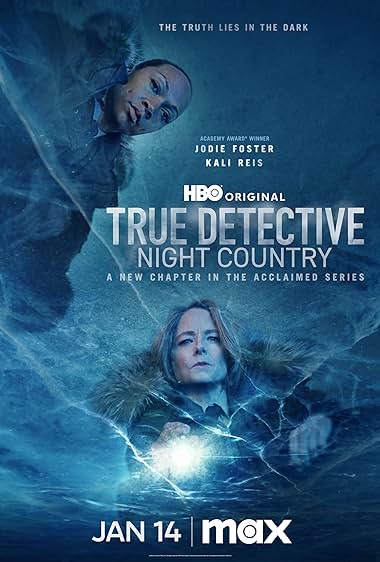 THE TRUTH LIES IN THE DARK
ACADEMY AWARD® WINNER
JODIE FOSTER
KALI REIS
HBO ORIGINAL
TRUE DETECTIVE
NIGHT COUNTRY
A NEW CHAPTER IN THE ACCLAIMED SERIES
JAN 14 | max